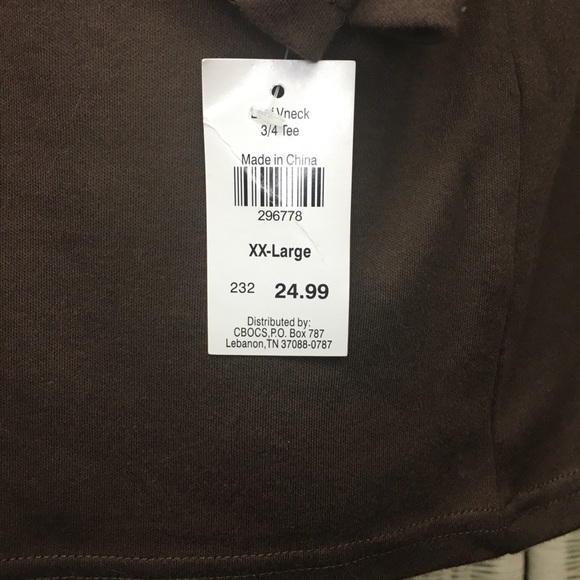 Leaf Vneck
3/4 Tee
Made in China
296778
XX-Large
232 24.99
Distributed by:
CBOCS,P.O. Box 787
Lebanon,TN 37088-0787